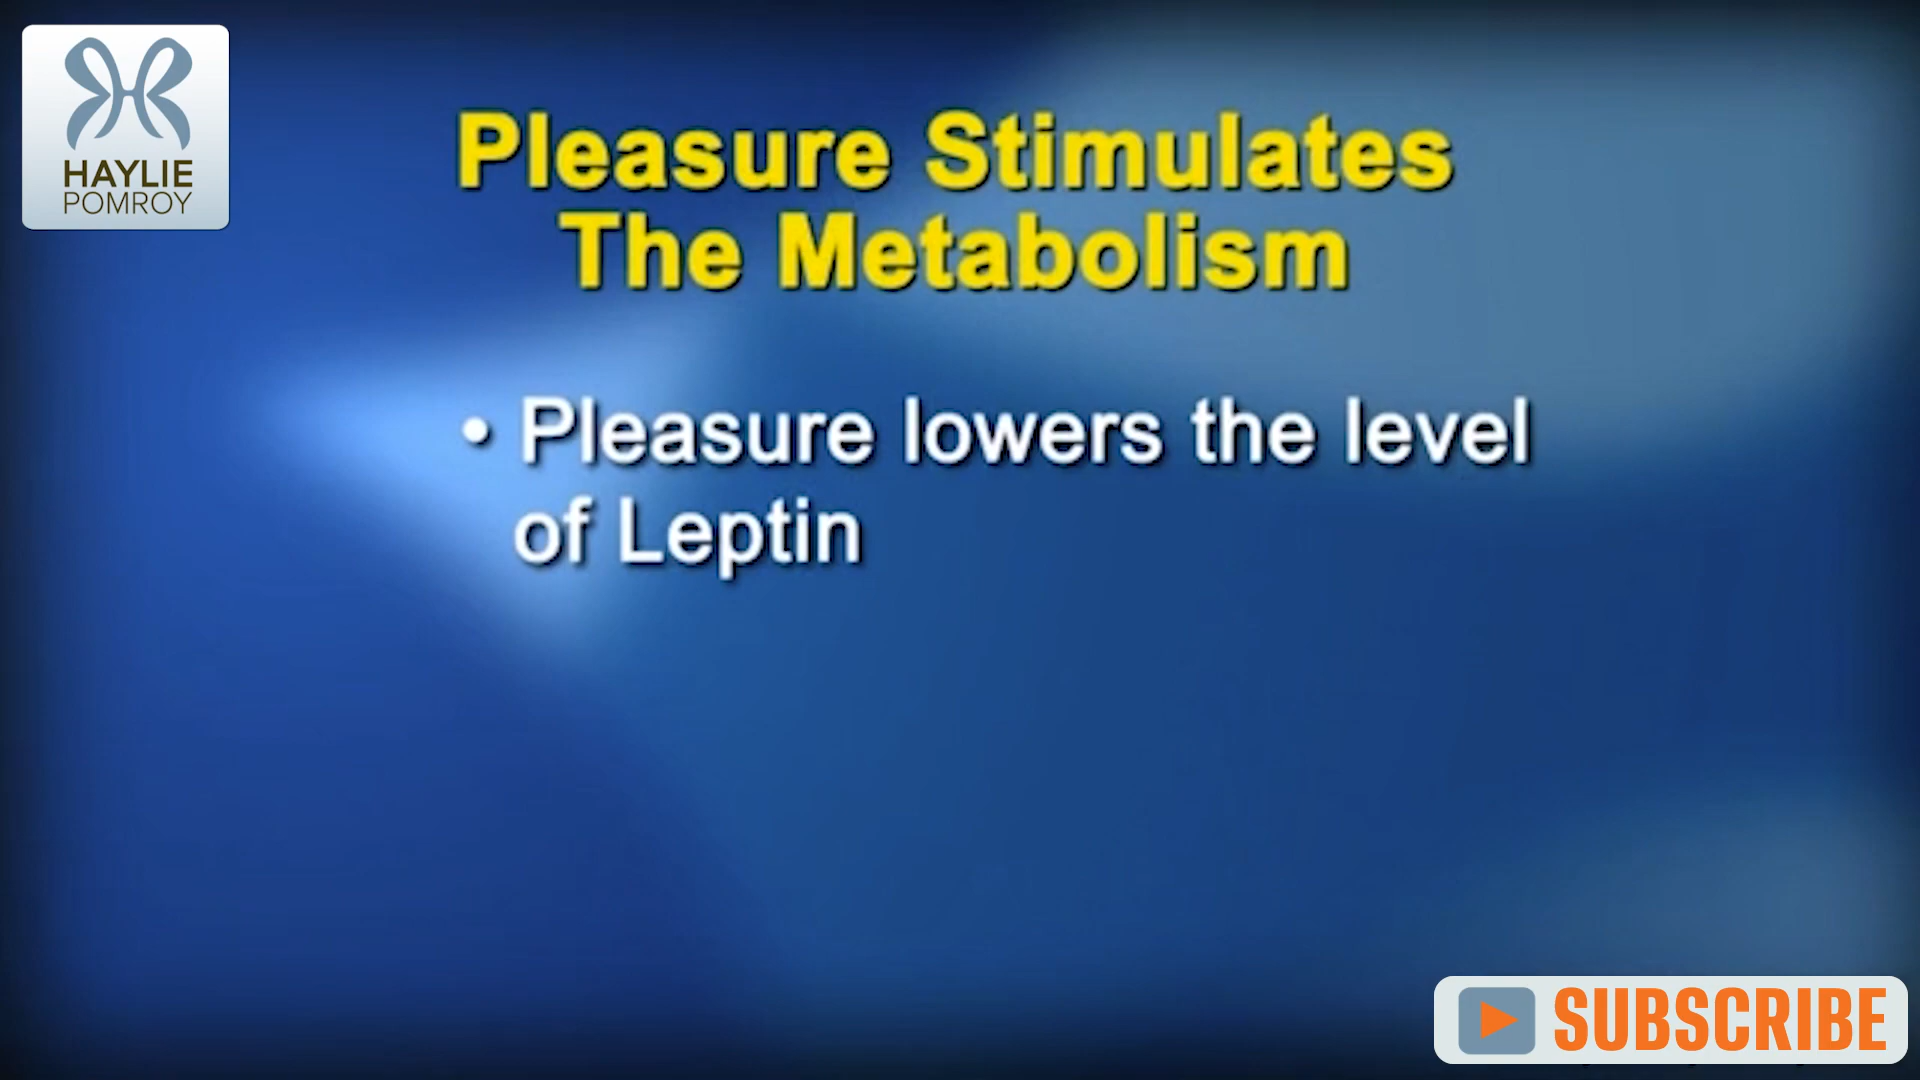 HAYLIE
POMROY
Pleasure Stimulates
The Metabolism
• Pleasure lowers the level
of Leptin
SUBSCRIBE